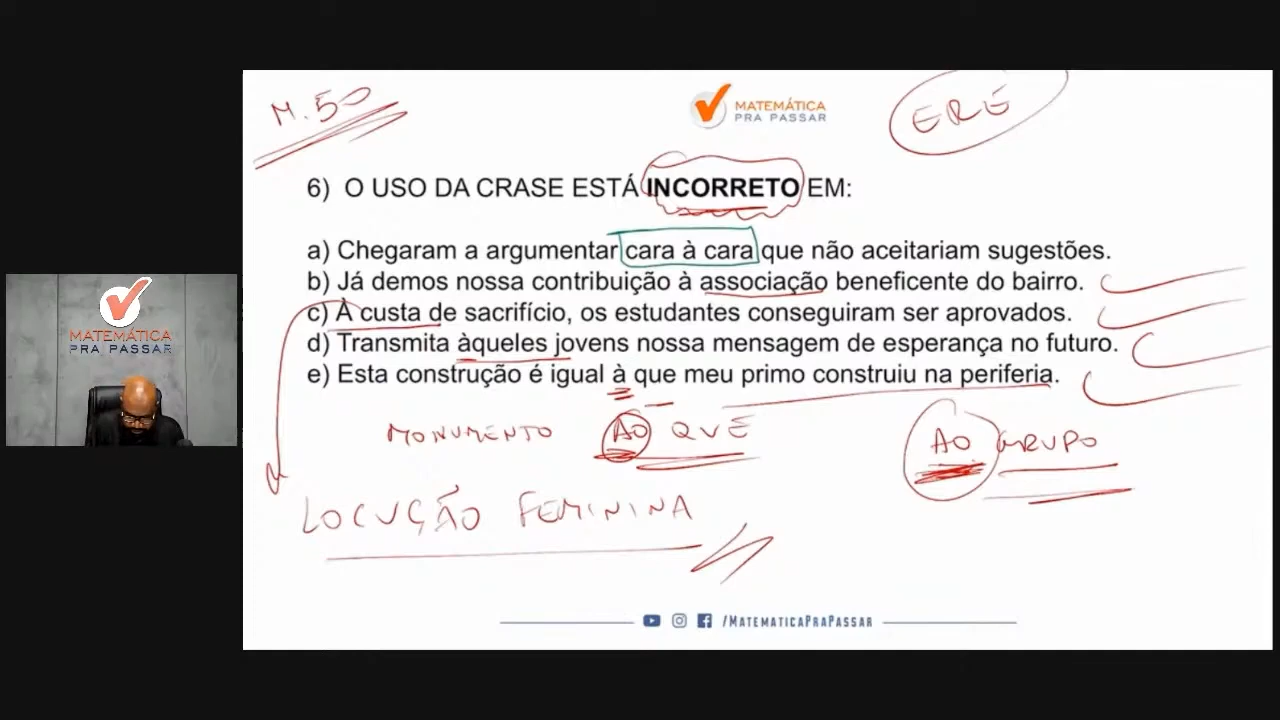 M.50
MATEMÁTICA
PRA PASSAR
ERÉ
6) O USO DA CRASE ESTÁ INCORRETO EM:
a) Chegaram a argumentar cara à cara que não aceitariam sugestões.
b) Já demos nossa contribuição à associação beneficente do bairro.
c) À custa de sacrifício, os estudantes conseguiram ser aprovados.
d) Transmita àqueles jovens nossa mensagem de esperança no futuro.
e) Esta construção é igual à que meu primo construiu na periferia.
MONUMENTO AO QUE
AO GRUPO
LOCUÇÃO FEMININA
/MATEMATICAPRAPASSAR
MATEMÁTICA
PRA PASSAR